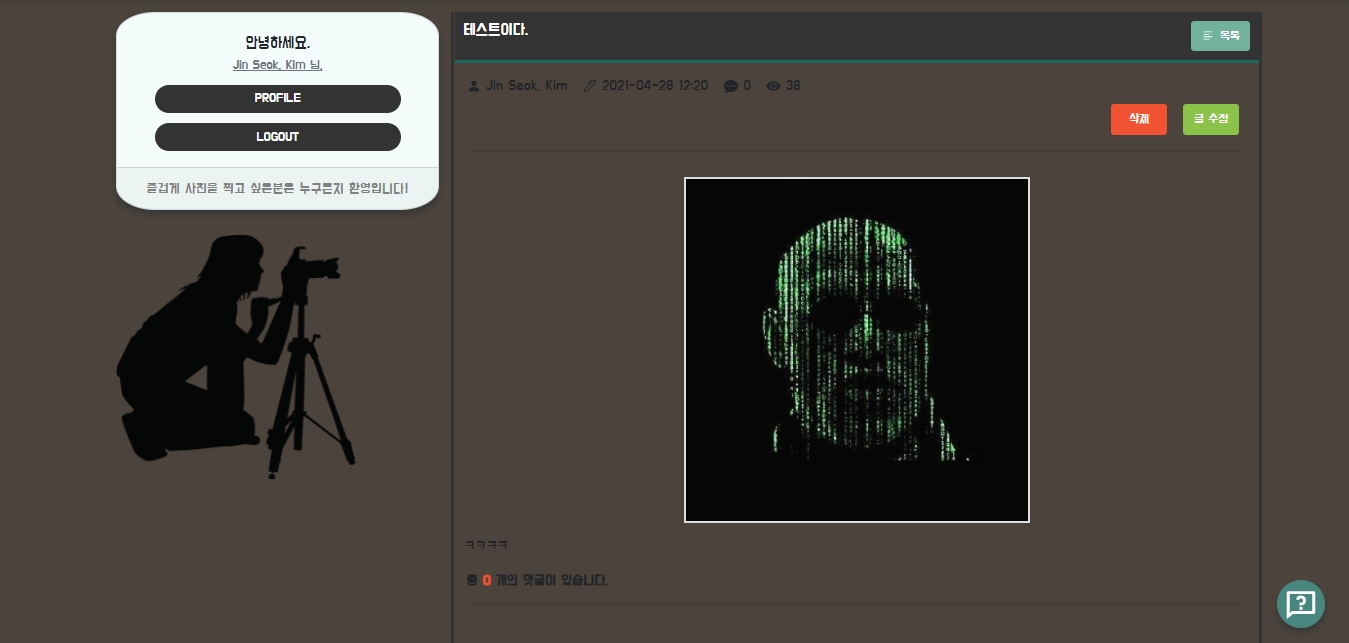 안녕하세요.
Jin Seok, Kim 님,
PROFILE
LOGOUT
즐겁게 사진을 찍고 싶은분은 누구든지 환영입니다!
테스트이다.
목록
Jin Seok, Kim 2021-04-28 12:20 0 38
삭제 글 수정
ㅋㅋㅋㅋ
총 0 개의 댓글이 있습니다.